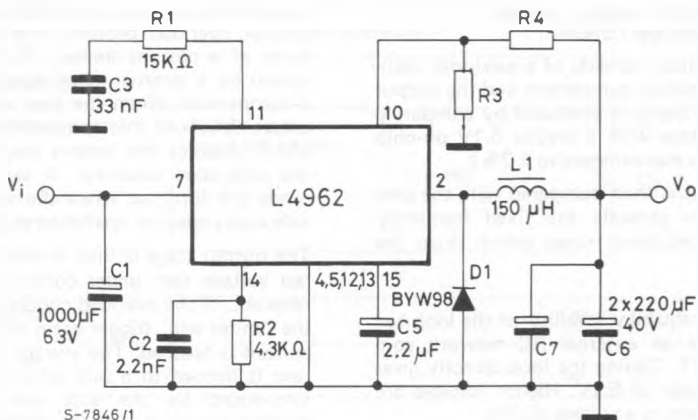 R1
15KΩ
R4
C3
33nF
R3
11
10
Vi
7
L4962
2
L1
150μH
Vo
14
4,5,12,13
15
D1
BYW98
C1
1000μF
63V
C2
2.2nF
R2
4.3KΩ
C5
2.2μF
C7
C6
2x220μF
40V
S-7846/1